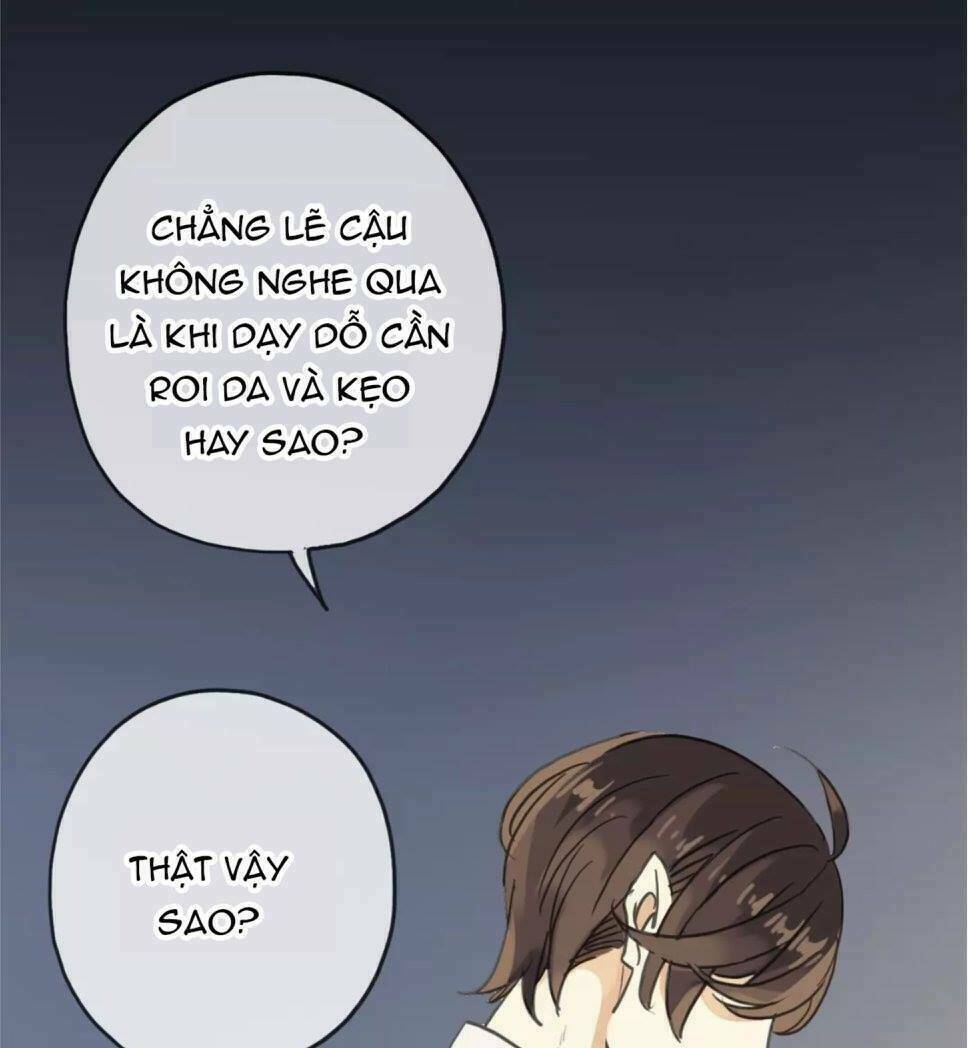 CHẲNG LẼ CẬU
KHÔNG NGHE QUA
LÀ KHI DẠY DỖ CẦN
ROI DA VÀ KẸO
HAY SAO?
THẬT VẬY
SAO?